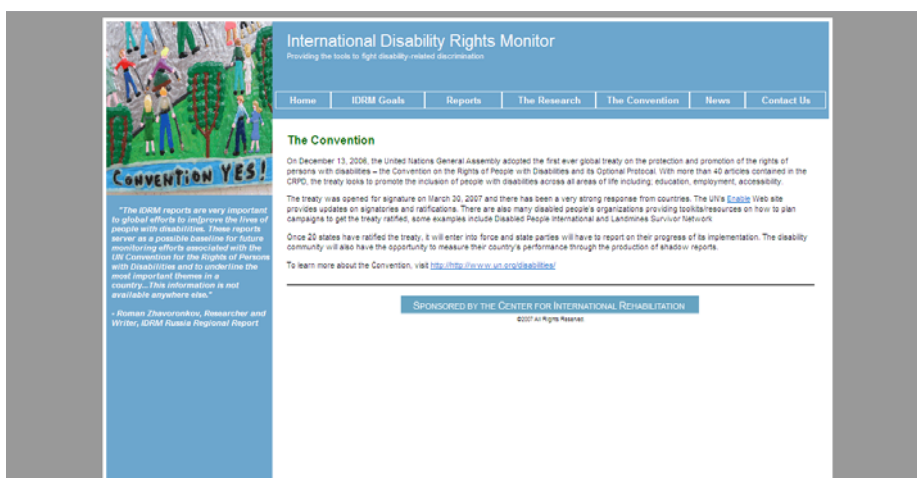 International Disability Rights Monitor
Providing the tools to fight disability-related discrimination
Home IDRM Goals Reports The Research The Convention News Contact Us
CONVENTION YES!
"The IDRM reports are very important
to global efforts to im[prove the lives of
people with disabilities. These reports
server as a possible baseline for future
monitoring efforts associated with the
UN Convention for the Rights of Persons
with Disabilities and to underline the
most important themes in a
country...This information is not
available anywhere else."
- Roman Zhavoronkov, Researcher and
Writer, IDRM Russia Regional Report
The Convention
On December 13, 2006, the United Nations General Assembly adopted the first ever global treaty on the protection and promotion of the rights of
persons with disabilities – the Convention on the Rights of People with Disabilities and its Optional Protocal. With more than 40 articles contained in the
CRPD, the treaty looks to promote the inclusion of people with disabilities across all areas of life including; education, employment, accessibility.
The treaty was opened for signature on March 30, 2007 and there has been a very strong response from countries. The UN's Enable Web site
provides updates on signatories and ratifications. There are also many disabled people's organizations providing toolkits/resources on how to plan
campaigns to get the treaty ratified, some examples include Disabled People International and Landmines Survivor Network
Once 20 states have ratified the treaty, it will enter into force and state parties will have to report on their progress of its implementation. The disability
community will also have the opportunity to measure their country's performance through the production of shadow reports.
To learn more about the Convention, visit http://http://www.un.org/disabilities/
SPONSORED BY THE CENTER FOR INTERNATIONAL REHABILITATION
©2007 All Rights Reserved